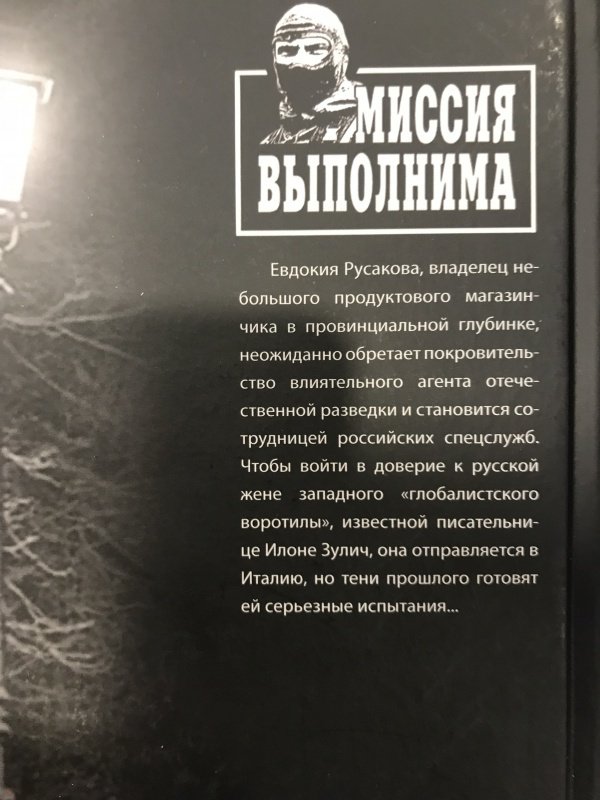 МИССИЯ
ВЫПОЛНИМА
Евдокия Русакова, владелец не-
большого продуктового магазин-
чика в провинциальной глубинке,
неожиданно обретает покровитель-
ство влиятельного агента отече-
ственной разведки и становится со-
трудницей российских спецслужб.
Чтобы войти в доверие к русской
жене западного «глобалистского
воротилы», известной писательни-
це Илоне Зулич, она отправляется в
Италию, но тени прошлого готовят
ей серьезные испытания...